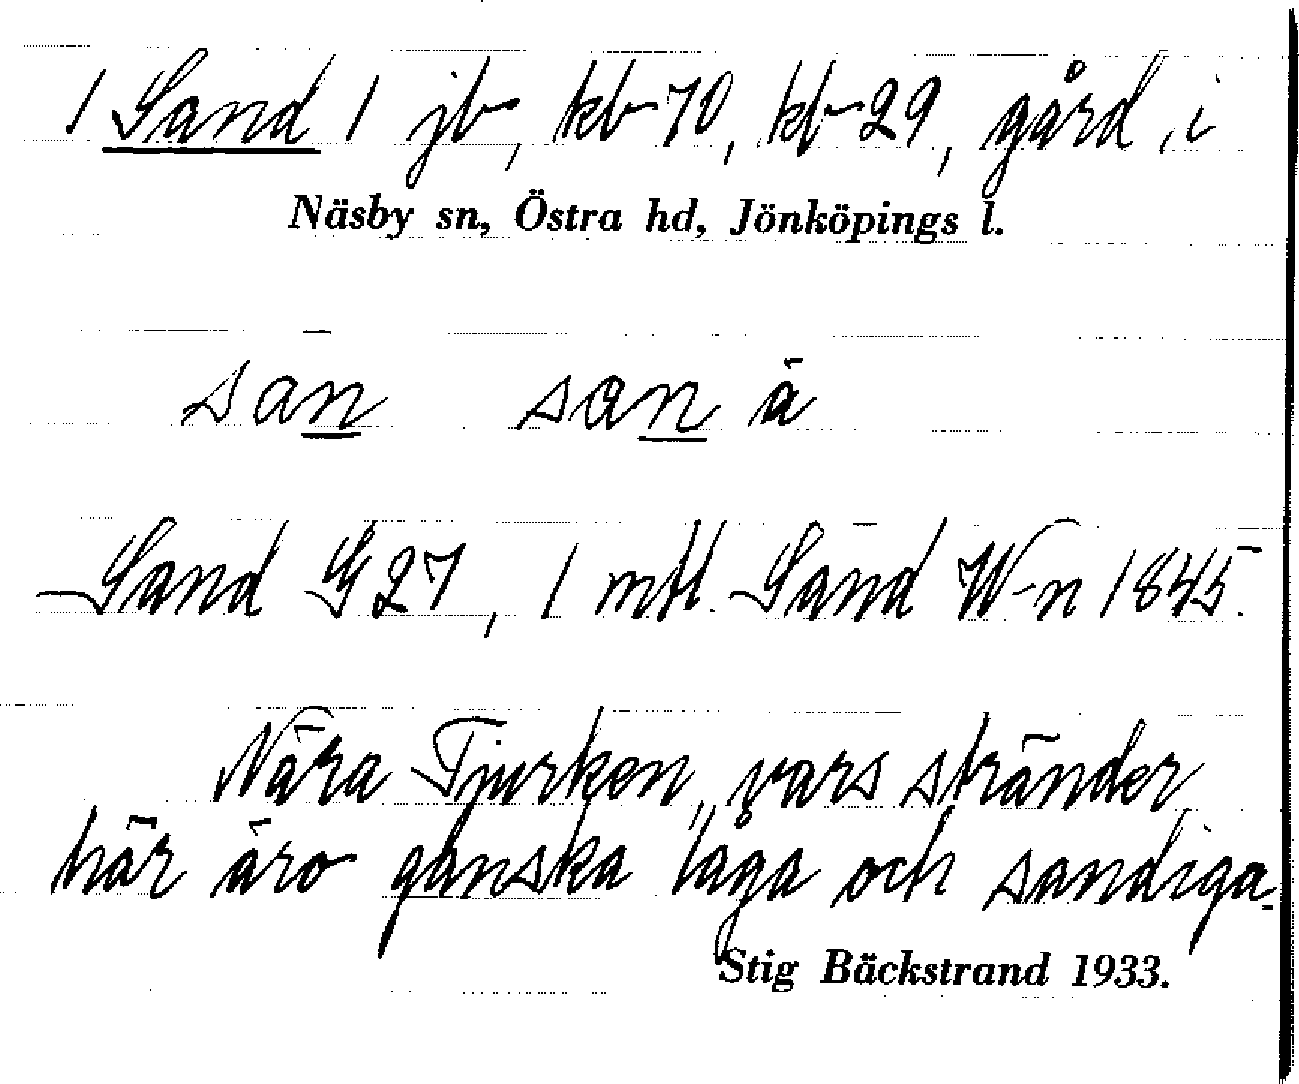 1 Sand 1 jb, kb 70, kb 29, gård, i
Näsby sn, Östra hd, Jönköpings l.
san san à
Sand G 27, 1 mtl. Sand W-n 1845.
Nära Tjurken, vars stränder
här äro ganska låga och sandiga.
Stig Bäckstrand 1933.